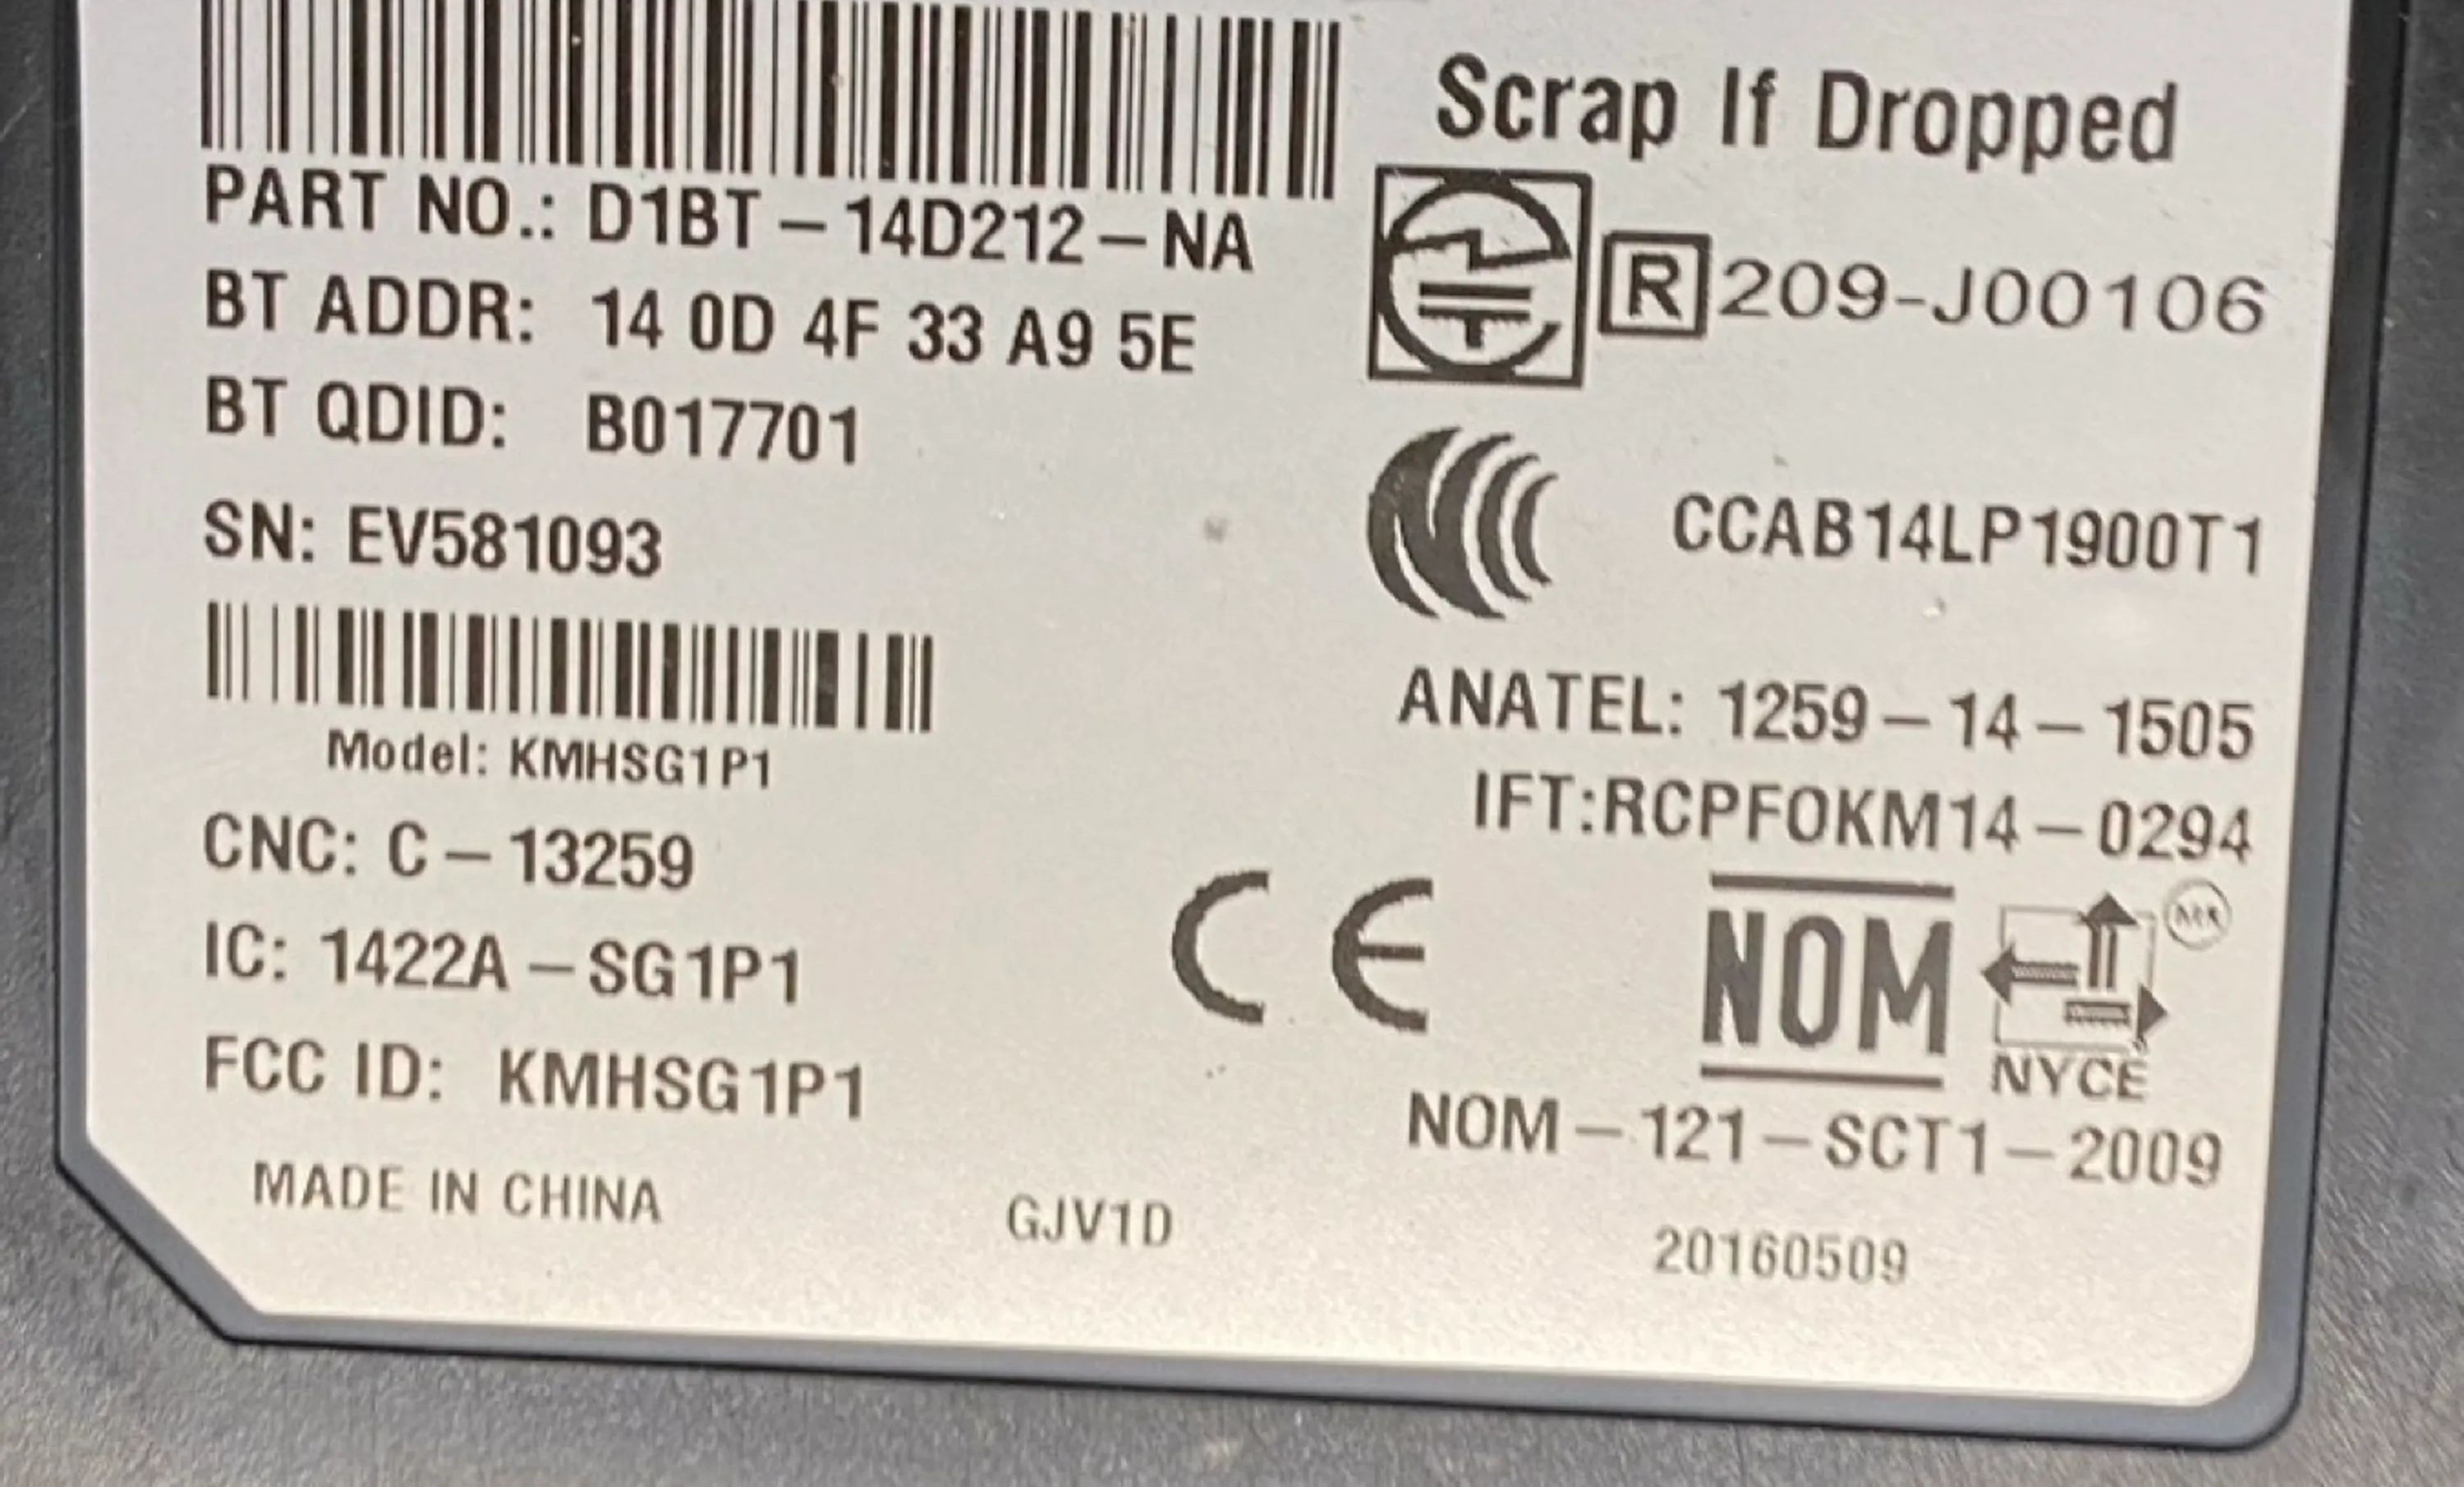 Scrap If Dropped
PART NO.: D1BT-14D212-NA
R 209-J00106
BT ADDR: 14 0D 4F 33 A9 5E
BT QDID: B017701
CCAB14LP1900T1
SN: EV581093
ANATEL: 1259-14-1505
Model: KMHSG1P1
IFT:RCPFOKM14-0294
CNC: C-13259
CE
NOM
IC: 1422A-SG1P1
NYCE
FCC ID: KMHSG1P1
NOM-121-SCT1-2009
MADE IN CHINA
GJV1D
20160509